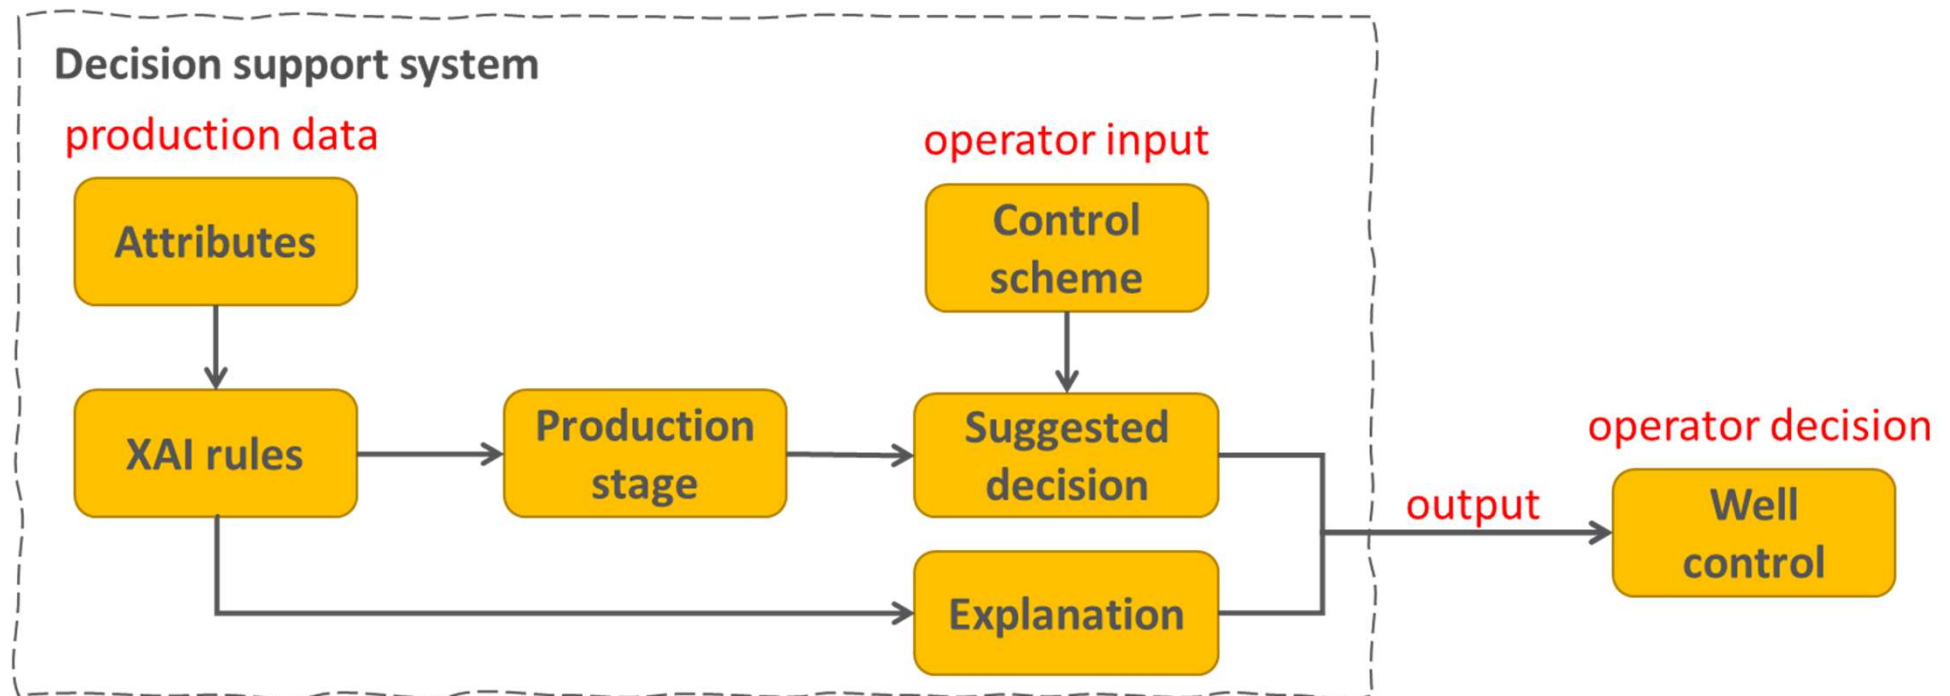 Decision support system
production data
operator input
Attributes
Control
scheme
XAI rules
Production
stage
Suggested
decision
operator decision
output
Well
control
Explanation